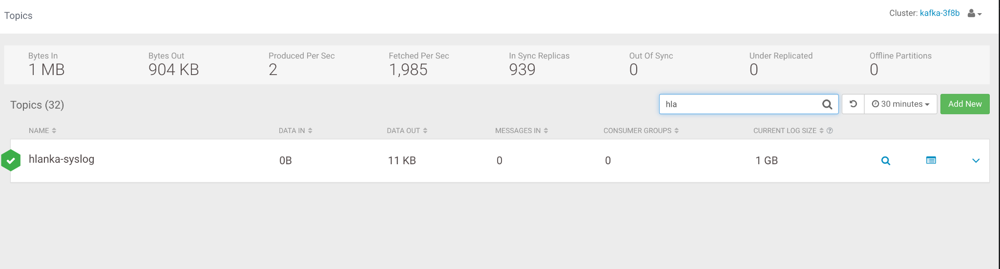 Topics
Cluster: kafka-3f8b
Bytes In Bytes Out Produced Per Sec Fetched Per Sec In Sync Replicas Out Of Sync Under Replicated Offline Partitions
1 MB 904 KB 2 1,985 939 0 0 0
Topics (32) hla 30 minutes Add New
NAME DATA IN DATA OUT MESSAGES IN CONSUMER GROUPS CURRENT LOG SIZE
hlanka-syslog 0B 11 KB 0 0 1 GB